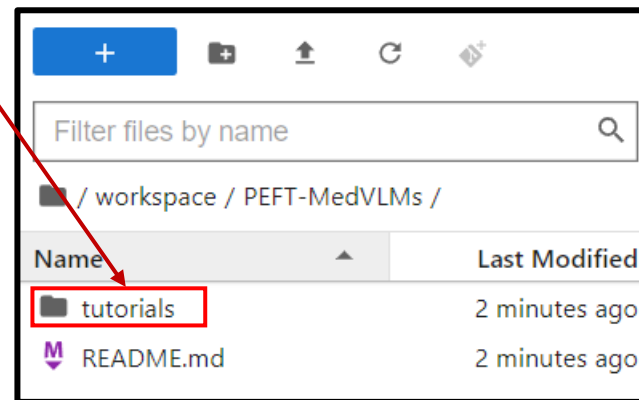 Filter files by name
/ workspace / PEFT-MedVLMs /
Name Last Modified
tutorials 2 minutes ago
README.md 2 minutes ago